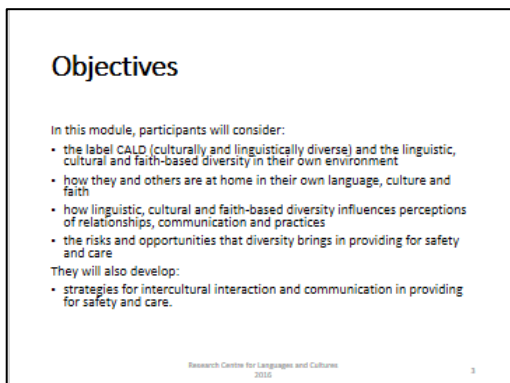 Objectives
In this module, participants will consider:
• the label CALD (culturally and linguistically diverse) and the linguistic,
cultural and faith-based diversity in their own environment
• how they and others are at home in their own language, culture and
faith
• how linguistic, cultural and faith-based diversity influences perceptions
of relationships, communication and practices
• the risks and opportunities that diversity brings in providing for safety
and care
They will also develop:
• strategies for intercultural interaction and communication in providing
for safety and care.
Research Centre for Languages and Cultures
2016
3